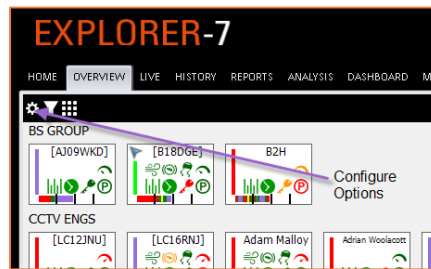 EXPLORER-7
HOME OVERVIEW LIVE HISTORY REPORTS ANALYSIS DASHBOARD M
BS GROUP
[AJ09WKD] [B18DGE] B2H
P P P
Configure
Options
CCTV ENGS
[LC12JNU] [LC16RNJ] Adam Malloy Adrian Woolacott
P